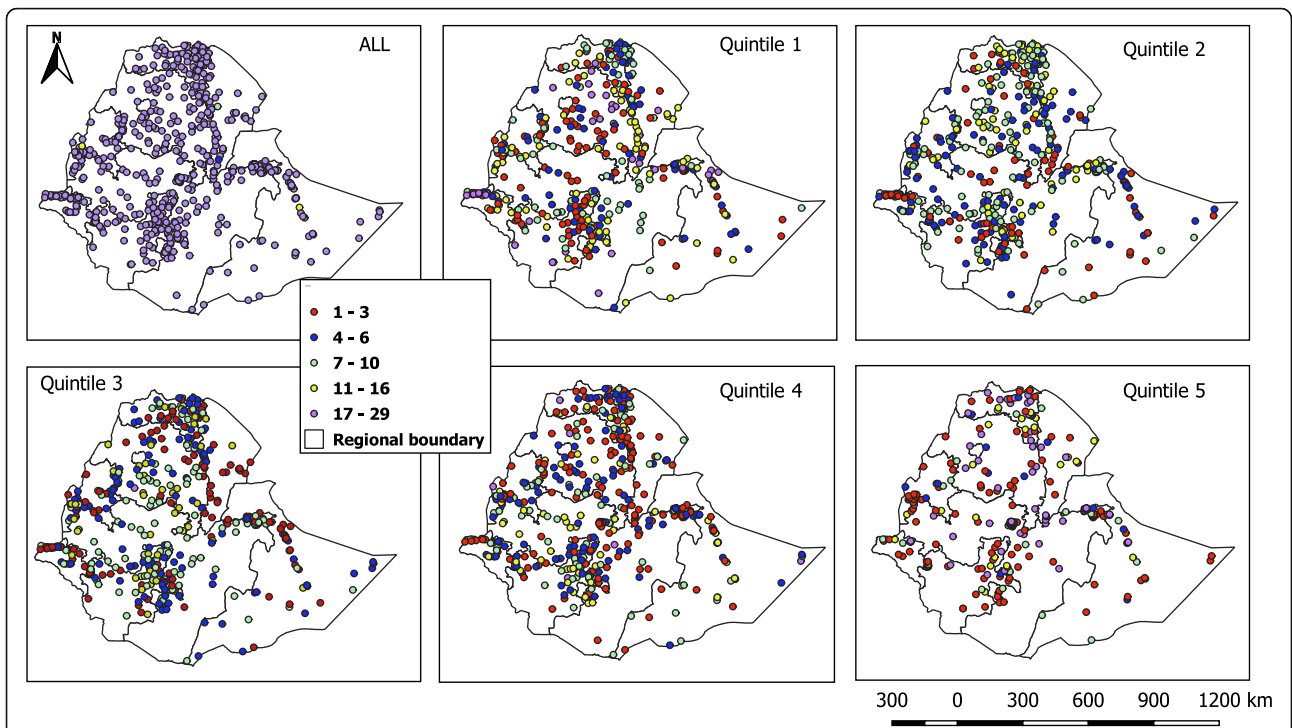 N
ALL
Quintile 1
Quintile 2
1 - 3
4 - 6
7 - 10
11 - 16
17 - 29
Regional boundary
Quintile 3
Quintile 4
Quintile 5
300 0 300 600 900 1200 km